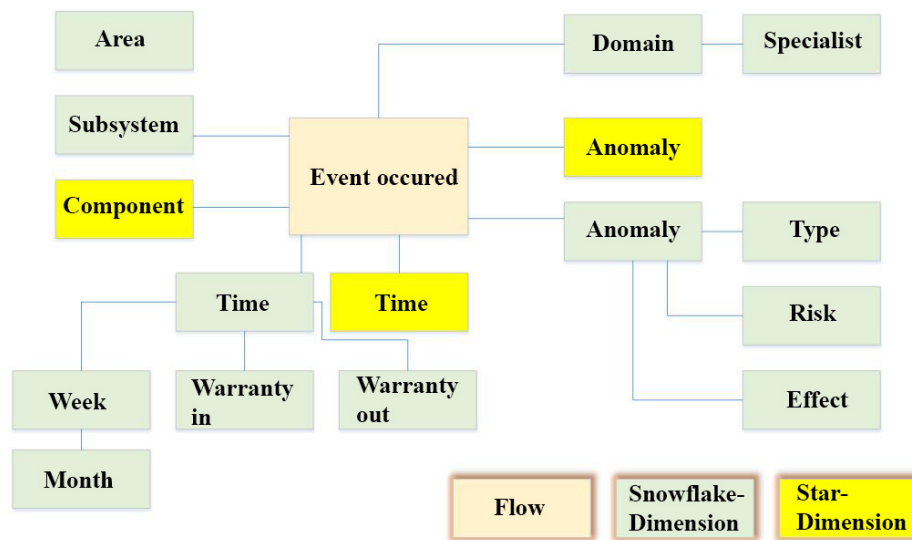 Area
Domain
Specialist
Subsystem
Event occured
Anomaly
Component
Anomaly
Type
Time
Time
Risk
Week
Warranty
in
Warranty
out
Effect
Month
Flow
Snowflake-
Dimension
Star-
Dimension